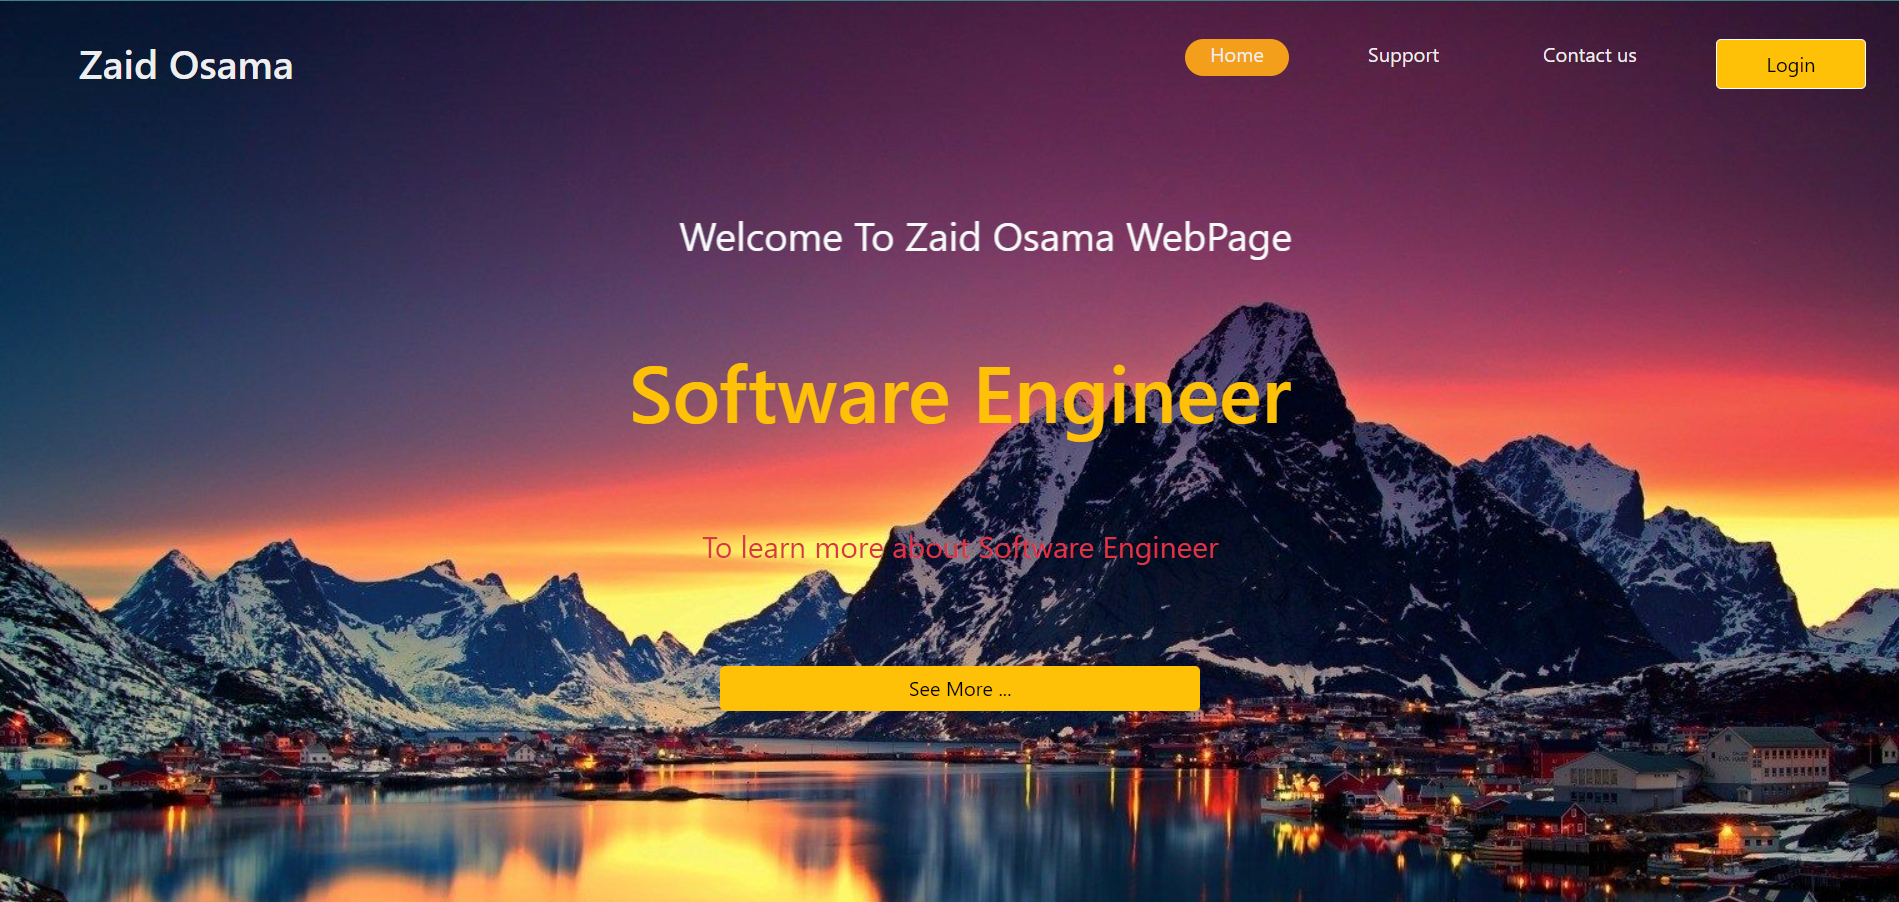 Zaid Osama
Home
Support
Contact us
Login
Welcome To Zaid Osama WebPage
Software Engineer
To learn more about Software Engineer
See More ...